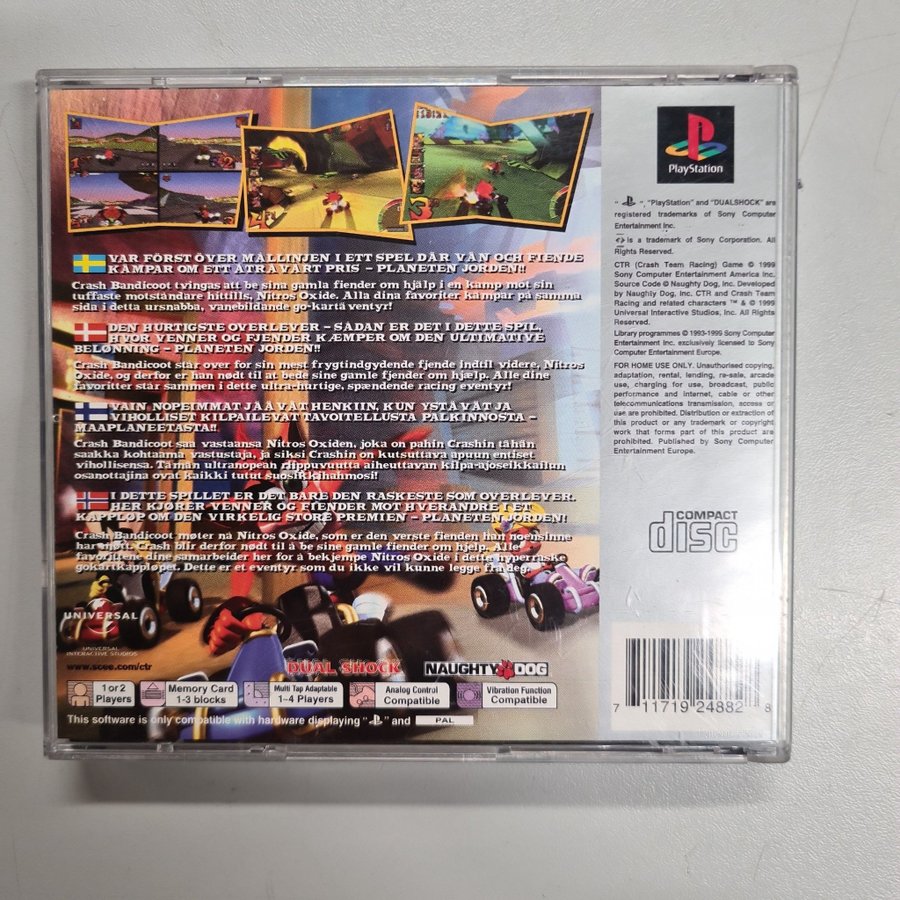 VAR FÖRST ÖVER MÅLLINJEN I ETT SPEL DÄR VÄN OCH FIENDE
KÄMPAR OM ETT ÅTRÅVÄRT PRIS – PLANETEN JORDEN!!
Crash Bandicoot tvingas att be sina gamla fiender om hjälp i en kamp mot sin
tuffaste motståndare hittills, Nitros Oxide. Alla dina favoriter kämpar på samma
sida i detta ursnabba, vanebildande go-kartä ventyr!
DEN HURTIGSTE OVERLEVER – SÅDAN ER DET I DETTE SPIL,
HVOR VENNER OG FJENDER KÆMPER OM DEN ULTIMATIVE
BELØNNING – PLANETEN JORDEN!!
Crash Bandicoot står over for sin mest frygtindgydende fjende indtil videre, Nitros
Oxide, og derfor er han nødt til at bede sine gamle fjender om hjælp. Alle dine
favoritter står sammen i dette ultra-hurtige, spændende racing eventyr!
VAIN NOPEIMMAT JÄÄVÄT HENKIIN, KUN YSTÄVÄT JA
VIHOLLISET KILPAILEVAT TAVOITELLUSTA PALKINNOSTA –
MAAPLANEETASTA!!
Crash Bandicoot saa vastaansa Nitros Oxiden, joka on pahin Crashin tähän
saakka kohtaama vastustaja, ja siksi Crashin on kutsuttava apuun entiset
vihollisensa. Tämän ultranopean riippuvuutta aiheuttavan kilpa-ajoseikkailun
osanottajina ovat kaikki tutut suosikkihahmosi!
I DETTE SPILLET ER DET BARE DEN RASKESTE SOM OVERLEVER.
HER KJØRER VENNER OG FIENDER MOT HVERANDRE I ET
KAPPLØP OM DEN VIRKELIG STORE PREMIEN – PLANETEN JORDEN!
Crash Bandicoot møter nå Nitros Oxide, som er den verste fienden han noensinne
har møtt. Crash blir derfor nødt til å be sine gamle fiender om hjelp. Alle
favorittene dine samarbeider her for å bekjempe Nitros Oxide i dette hyperraske
gokartkappløpet. Dette er et eventyr som du ikke vil kunne legge fra deg.
UNIVERSAL
UNIVERSAL
INTERACTIVE STUDIOS
www.scee.com/ctr
DUAL SHOCK
NAUGHTY DOG
1 or 2
Players
Memory Card
1-3 blocks
Multi Tap Adaptable
1–4 Players
Analog Control
Compatible
Vibration Function
Compatible
This software is only compatible with hardware displaying " " and PAL
PlayStation
" ", "PlayStation" and "DUALSHOCK" are
registered trademarks of Sony Computer
Entertainment Inc.
is a trademark of Sony Corporation. All
Rights Reserved.
CTR (Crash Team Racing) Game © 1999
Sony Computer Entertainment America Inc.
Source Code © Naughty Dog, Inc. Developed
by Naughty Dog, Inc. CTR and Crash Team
Racing and related characters ™ & © 1999
Universal Interactive Studios, Inc. All Rights
Reserved.
Library programmes © 1993-1999 Sony Computer
Entertainment Inc. exclusively licensed to Sony
Computer Entertainment Europe.
FOR HOME USE ONLY. Unauthorised copying,
adaptation, rental, lending, re-sale, arcade
use, charging for use, broadcast, public
performance and internet, cable or other
telecommunications transmission, access or
use are prohibited. Distribution or extraction of
this product or any trademark or copyright
work that forms part of this product are
prohibited. Published by Sony Computer
Entertainment Europe.
COMPACT
disc
7 11719 24882 8